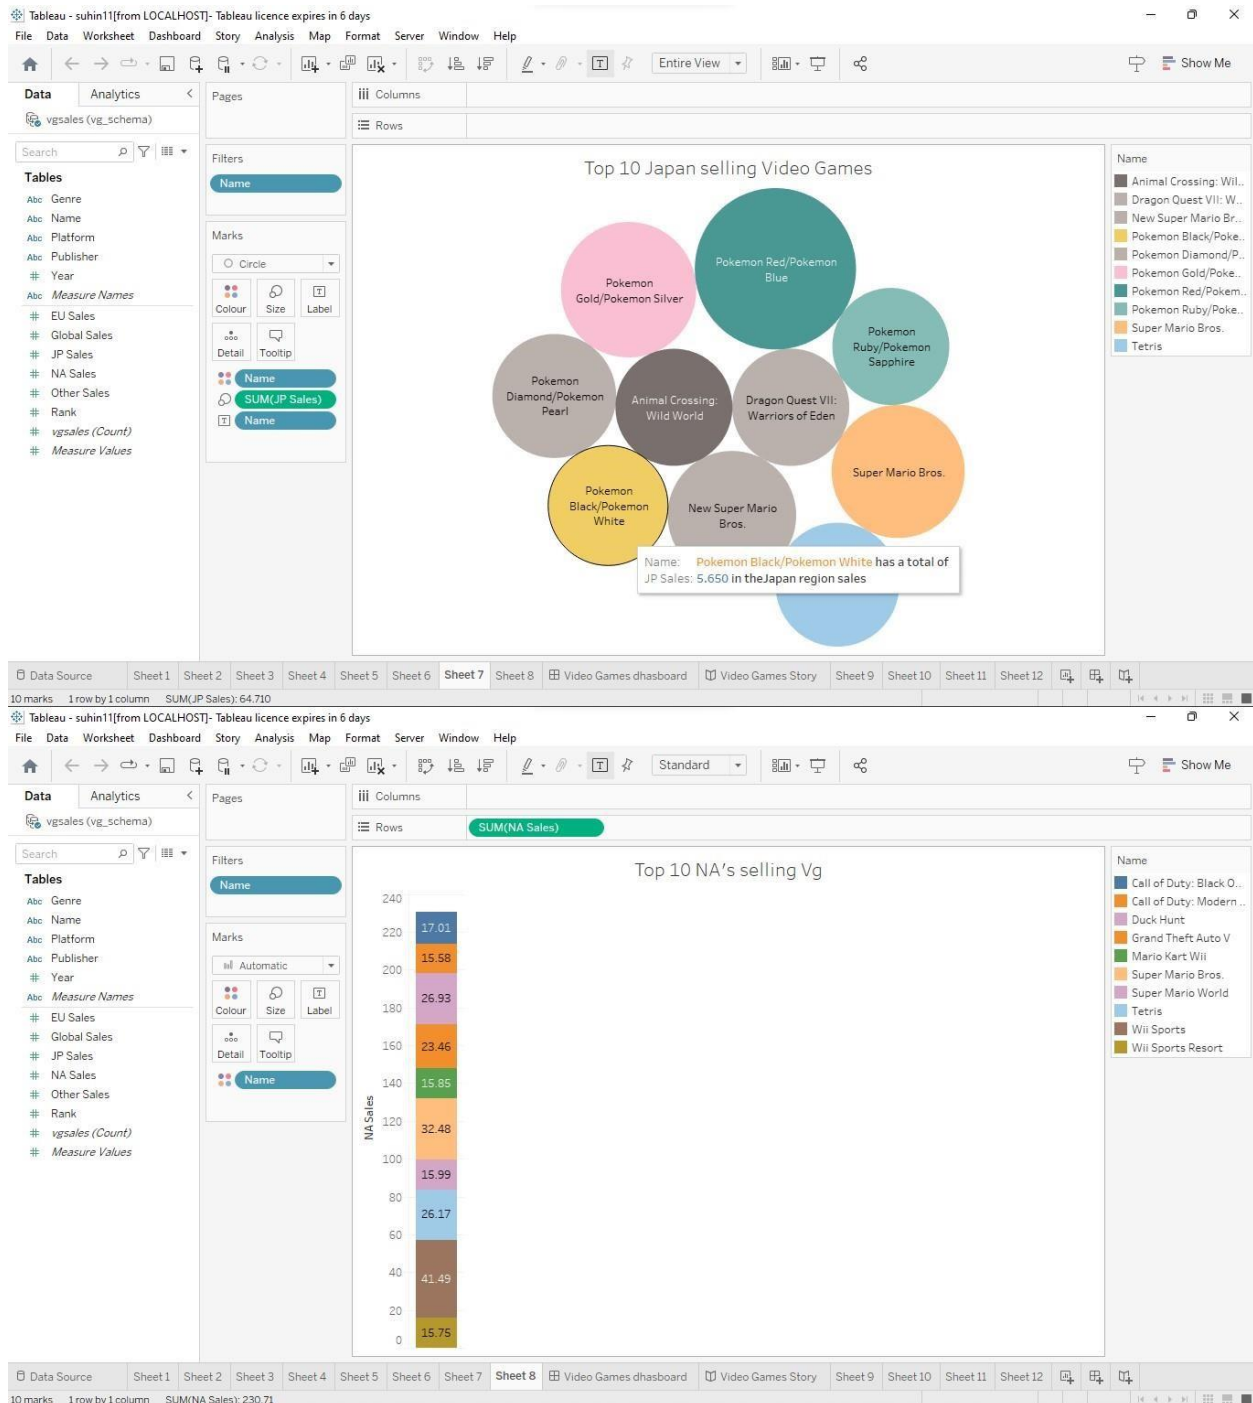 Tableau - suhin11[from LOCALHOST]- Tableau licence expires in 6 days
File Data Worksheet Dashboard Story Analysis Map Format Server Window Help
Entire View
Show Me
Data Analytics
vgsales (vg_schema)
Search
Tables
Abc Genre
Abc Name
Abc Platform
Abc Publisher
# Year
Abc Measure Names
# EU Sales
# Global Sales
# JP Sales
# NA Sales
# Other Sales
# Rank
# vgsales (Count)
# Measure Values
Pages
Filters
Name
Marks
Circle
Colour Size Label
Detail Tooltip
Name
SUM(JP Sales)
Name
Columns
Rows
Top 10 Japan selling Video Games
Pokemon Red/Pokemon
Blue
Pokemon
Gold/Pokemon Silver
Pokemon
Ruby/Pokemon
Sapphire
Pokemon
Diamond/Pokemon
Pearl
Animal Crossing:
Wild World
Dragon Quest VII:
Warriors of Eden
Super Mario Bros.
Pokemon
Black/Pokemon
White
New Super Mario
Bros.
Name: Pokemon Black/Pokemon White has a total of
JP Sales: 5.650 in theJapan region sales
Name
Animal Crossing: Wil..
Dragon Quest VII: W..
New Super Mario Br...
Pokemon Black/Poke..
Pokemon Diamond/P..
Pokemon Gold/Poke...
Pokemon Red/Pokem..
Pokemon Ruby/Poke..
Super Mario Bros.
Tetris
Data Source Sheet 1 Sheet 2 Sheet 3 Sheet 4 Sheet 5 Sheet 6 Sheet 7 Sheet 8 Video Games dhasboard Video Games Story Sheet 9 Sheet 10 Sheet 11 Sheet 12
10 marks 1 row by 1 column SUM(JP Sales): 64.710
Tableau - suhin11[from LOCALHOST]- Tableau licence expires in 6 days
File Data Worksheet Dashboard Story Analysis Map Format Server Window Help
Standard
Show Me
Data Analytics
vgsales (vg_schema)
Search
Tables
Abc Genre
Abc Name
Abc Platform
Abc Publisher
# Year
Abc Measure Names
# EU Sales
# Global Sales
# JP Sales
# NA Sales
# Other Sales
# Rank
# vgsales (Count)
# Measure Values
Pages
Filters
Name
Marks
Automatic
Colour Size Label
Detail Tooltip
Name
Columns
Rows SUM(NA Sales)
Top 10 NA's selling Vg
NA Sales
240
220
200
180
160
140
120
100
80
60
40
20
0
17.01
15.58
26.93
23.46
15.85
32.48
15.99
26.17
41.49
15.75
Name
Call of Duty: Black O..
Call of Duty: Modern ..
Duck Hunt
Grand Theft Auto V
Mario Kart Wii
Super Mario Bros.
Super Mario World
Tetris
Wii Sports
Wii Sports Resort
Data Source Sheet 1 Sheet 2 Sheet 3 Sheet 4 Sheet 5 Sheet 6 Sheet 7 Sheet 8 Video Games dhasboard Video Games Story Sheet 9 Sheet 10 Sheet 11 Sheet 12
10 marks 1 row by 1 column SUM(NA Sales): 230.71